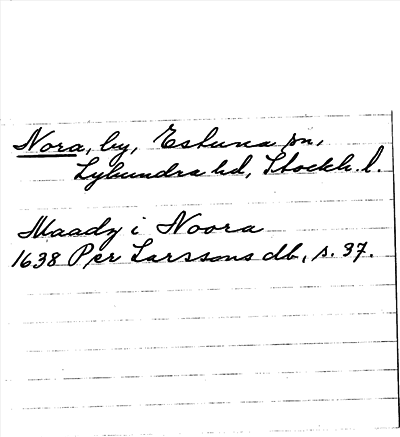 Nora, by, Estuna sn,
Lyhundra hd, Stockh. l.
Maady i Noora
1638 Per Larssons db, s. 37.